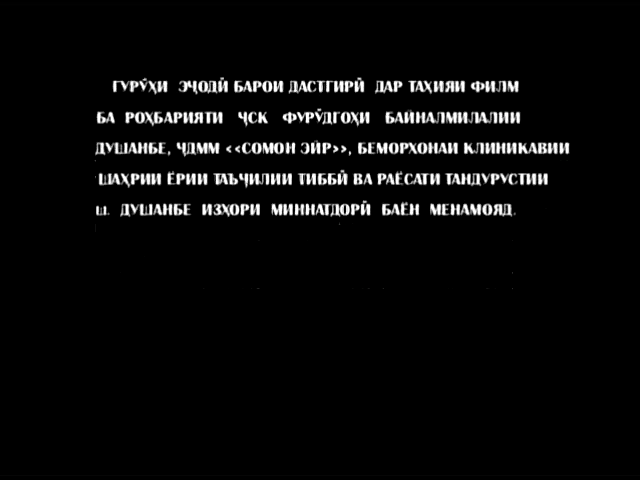 ГУРӮҲИ ЭҶОДӢ БАРОИ ДАСТГИРӢ ДАР ТАҲИЯИ ФИЛМ
БА РОҲБАРИЯТИ ҶСК ФУРӮДГОҲИ БАЙНАЛМИЛАЛИИ
ДУШАНБЕ, ҶДММ <<СОМОН ЭЙР>>, БЕМОРХОНАИ КЛИНИКАВИИ
ШАҲРИИ ЁРИИ ТАЪҶИЛИИ ТИББӢ ВА РАЁСАТИ ТАНДУРУСТИИ
Ш. ДУШАНБЕ ИЗҲОРИ МИННАТДОРӢ БАЁН МЕНАМОЯД.